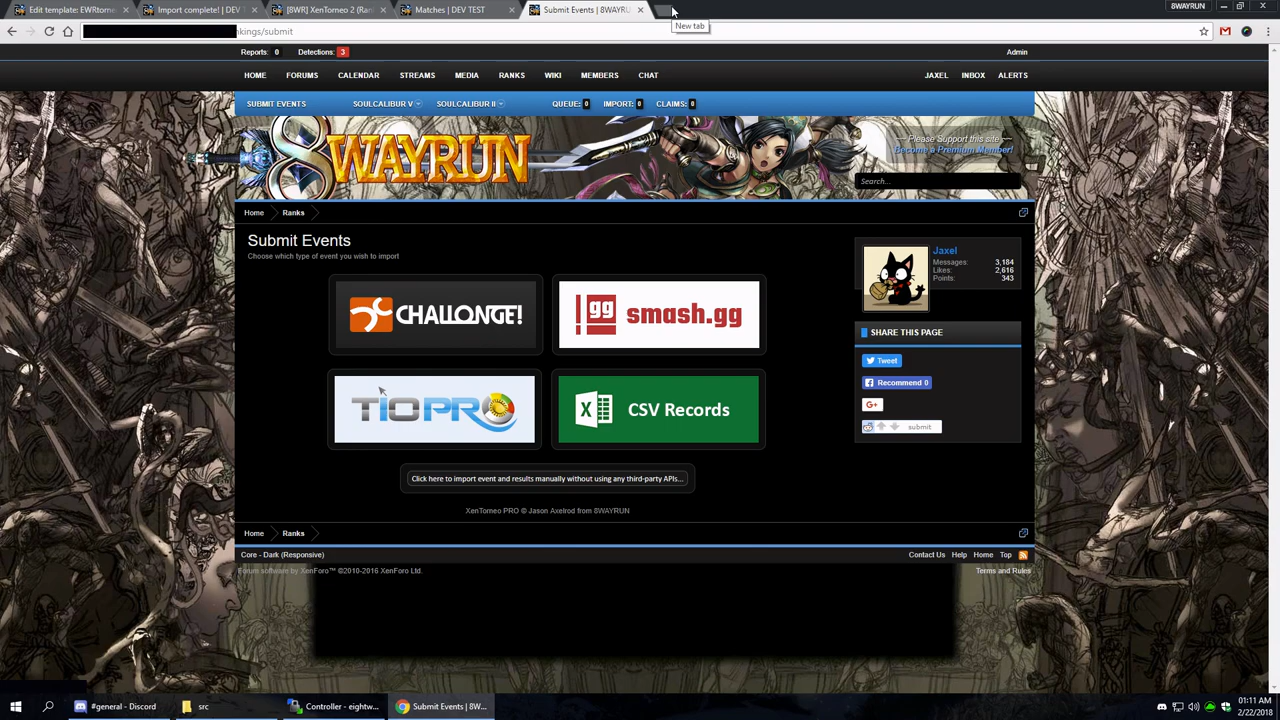 Edit template: EWRtome
Import complete! | DEV T
[8WR] XenTomeo 2 (Ran
Matches | DEV TEST
Submit Events | 8WAYRU
8WAYRUN
New tab
kings/submit
Reports: 0
Detections: 3
Admin
HOME
FORUMS
CALENDAR
STREAMS
MEDIA
RANKS
WIKI
MEMBERS
CHAT
JAXEL
INBOX
ALERTS
SUBMIT EVENTS
SOULCALIBUR V
SOULCALIBUR II
QUEUE: 0
IMPORT: 0
CLAIMS: 0
8WAYRUN
— Please Support this site —
Become a Premium Member!
Search...
Home
Ranks
Submit Events
Choose which type of event you wish to import
CHALLONGE!
!gg smash.gg
TIOPRO
CSV Records
Click here to import event and results manually without using any third-party APIs...
XenTomeo PRO © Jason Axelrod from 8WAYRUN
Jaxel
Messages: 3,184
Likes: 2,616
Points: 343
SHARE THIS PAGE
Tweet
Recommend 0
G+
submit
Home
Ranks
Core - Dark (Responsive)
Contact Us
Help
Home
Top
Forum software by XenForo™ ©2010-2016 XenForo Ltd.
Terms and Rules
#general - Discord
src
Controller - eightw...
Submit Events | 8W...
01:11 AM
2/22/2018